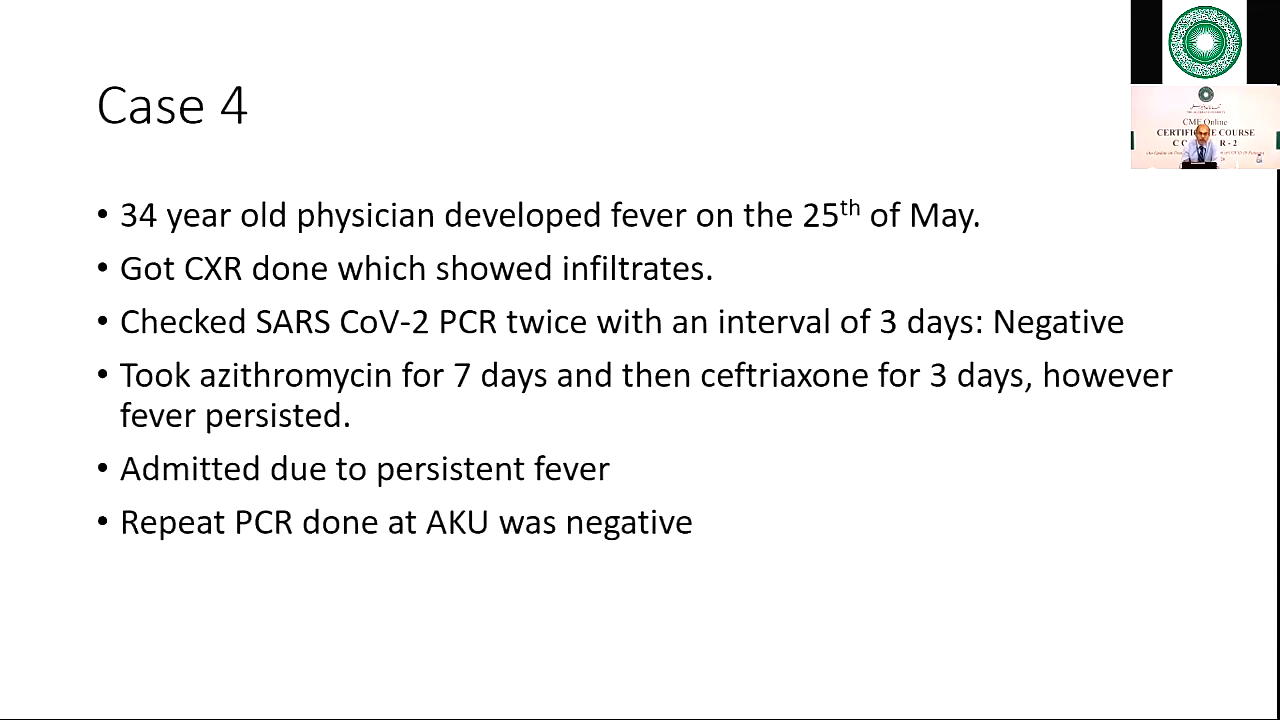 Case 4
• 34 year old physician developed fever on the 25th of May.
• Got CXR done which showed infiltrates.
• Checked SARS CoV-2 PCR twice with an interval of 3 days: Negative
• Took azithromycin for 7 days and then ceftriaxone for 3 days, however
fever persisted.
• Admitted due to persistent fever
• Repeat PCR done at AKU was negative
CME Online
COURSE